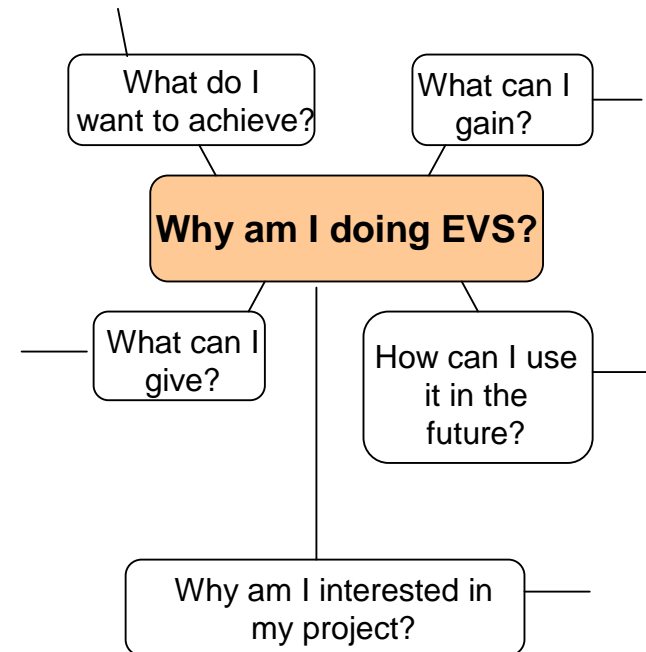 What do I
want to achieve?
What can I
gain?
Why am I doing EVS?
What can I
give?
How can I use
it in the
future?
Why am I interested in
my project?